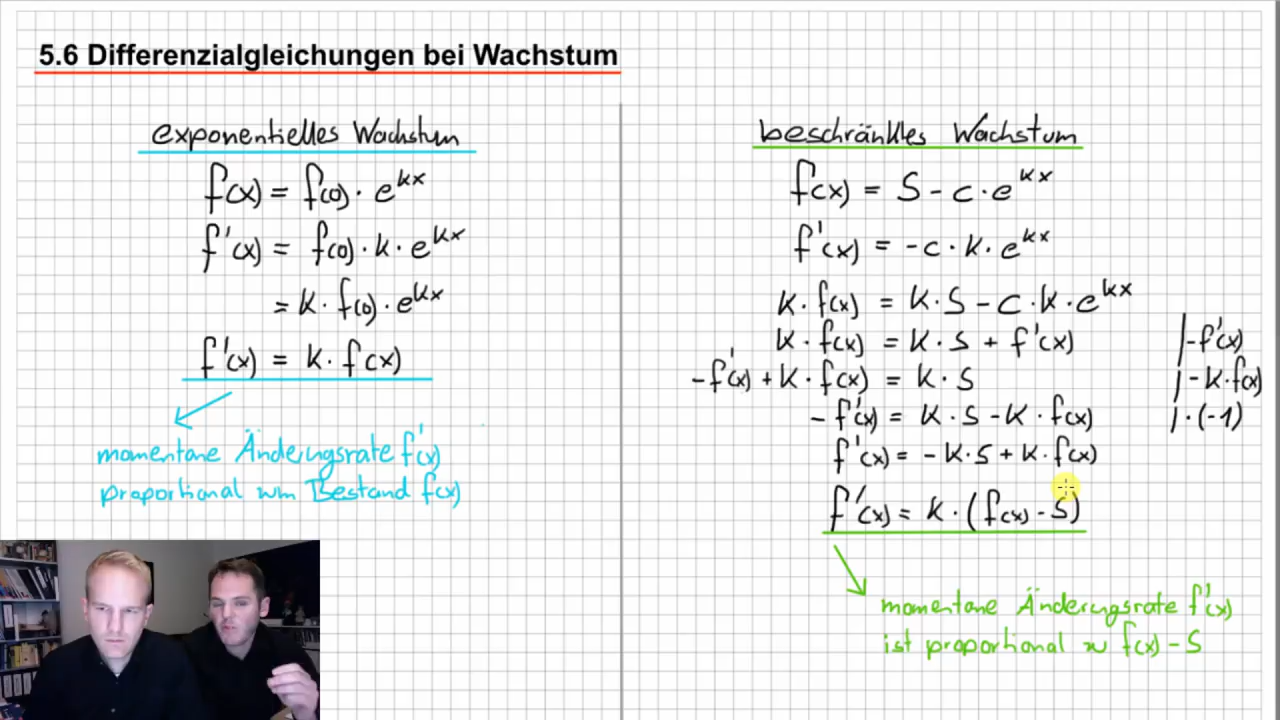 5.6 Differenzialgleichungen bei Wachstum
exponentielles Wachstum
f(x) = f(0) · e^{kx}
f'(x) = f(0) · k · e^{kx}
= k · f(0) · e^{kx}
f'(x) = k · f(x)
momentane Änderungsrate f'(x)
proportional zum Bestand f(x)
beschränktes Wachstum
f(x) = S - c · e^{kx}
f'(x) = -c · k · e^{kx}
k · f(x) = k · S - c · k · e^{kx}
k · f(x) = k · S + f'(x) | -f'(x)
-f'(x) + k · f(x) = k · S | -k · f(x)
-f'(x) = k · S - k · f(x) | · (-1)
f'(x) = -k · S + k · f(x)
f'(x) = k · (f(x) - S)
momentane Änderungsrate f'(x)
ist proportional zu f(x) - S